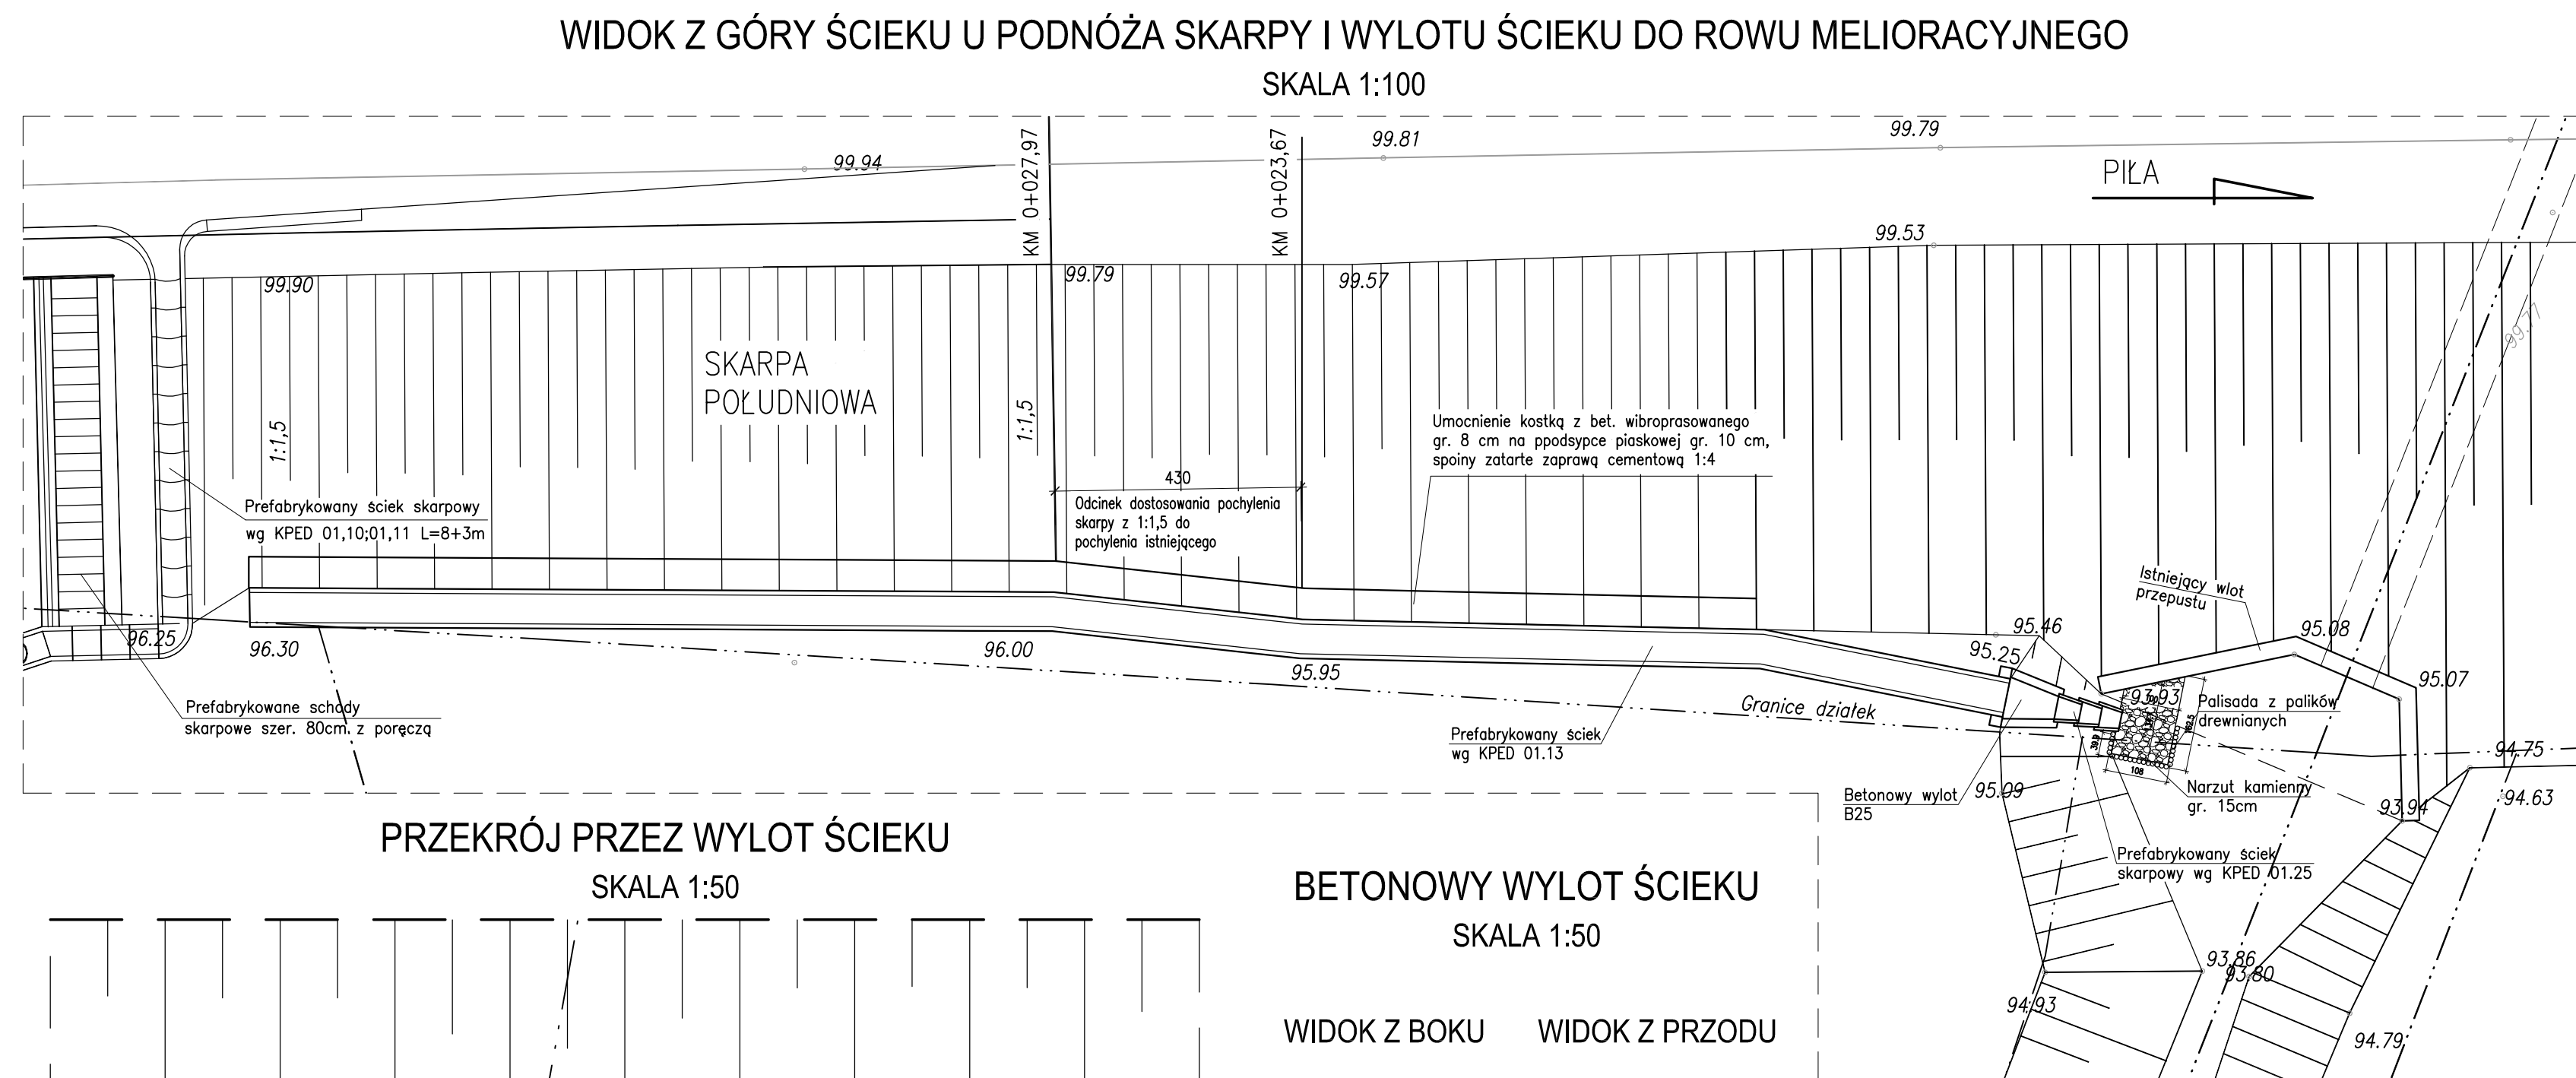 WIDOK Z GÓRY ŚCIEKU U PODNÓŻA SKARPY I WYLOTU ŚCIEKU DO ROWU MELIORACYJNEGO
SKALA 1:100
99.94
KM 0+027,97
KM 0+023,67
99.81
99.79
PIŁA
99.53
99.90
99.79
99.57
99.77
SKARPA
POŁUDNIOWA
1:1,5
1:1,5
Umocnienie kostką z bet. wibroprasowanego
gr. 8 cm na ppodsypce piaskowej gr. 10 cm,
spoiny zatarte zaprawą cementową 1:4
430
Odcinek dostosowania pochylenia
skarpy z 1:1,5 do
pochylenia istniejącego
Prefabrykowany ściek skarpowy
wg KPED 01,10;01,11 L=8+3m
Istniejący wlot
przepustu
96.25
96.30
96.00
95.95
95.46
95.25
95.08
95.07
93.93
Palisada z palików
drewnianych
162.5
39.9
108
Granice działek
Prefabrykowane schody
skarpowe szer. 80cm z poręczą
Prefabrykowany ściek
wg KPED 01.13
94.75
94.63
Betonowy wylot
B25
95.09
Narzut kamienny
gr. 15cm
93.94
Prefabrykowany ściek
skarpowy wg KPED 01.25
PRZEKRÓJ PRZEZ WYLOT ŚCIEKU
SKALA 1:50
BETONOWY WYLOT ŚCIEKU
SKALA 1:50
WIDOK Z BOKU
WIDOK Z PRZODU
93.86
93.80
94.93
94.79